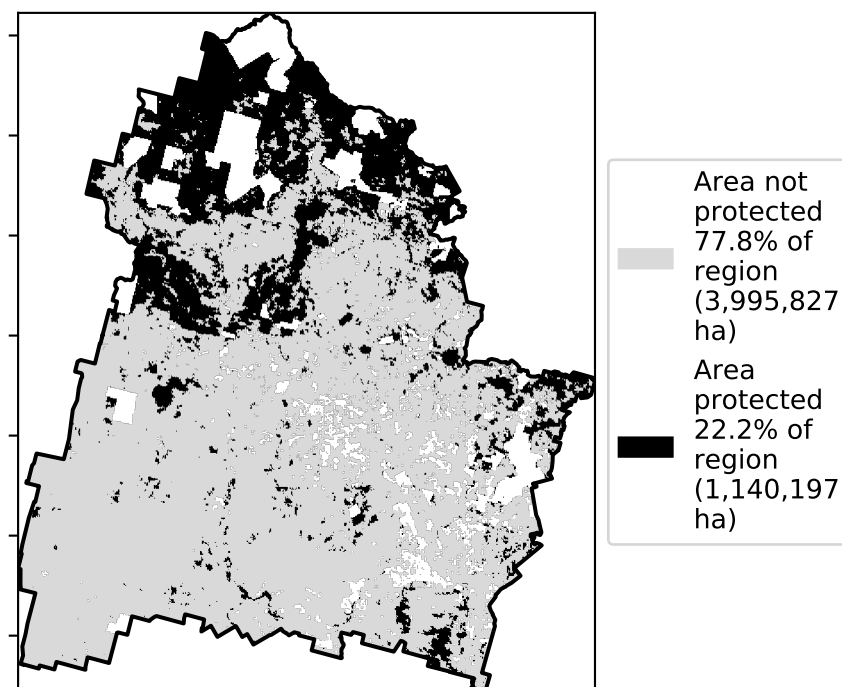 Area not
protected
77.8% of
region
(3,995,827
ha)
Area
protected
22.2% of
region
(1,140,197
ha)